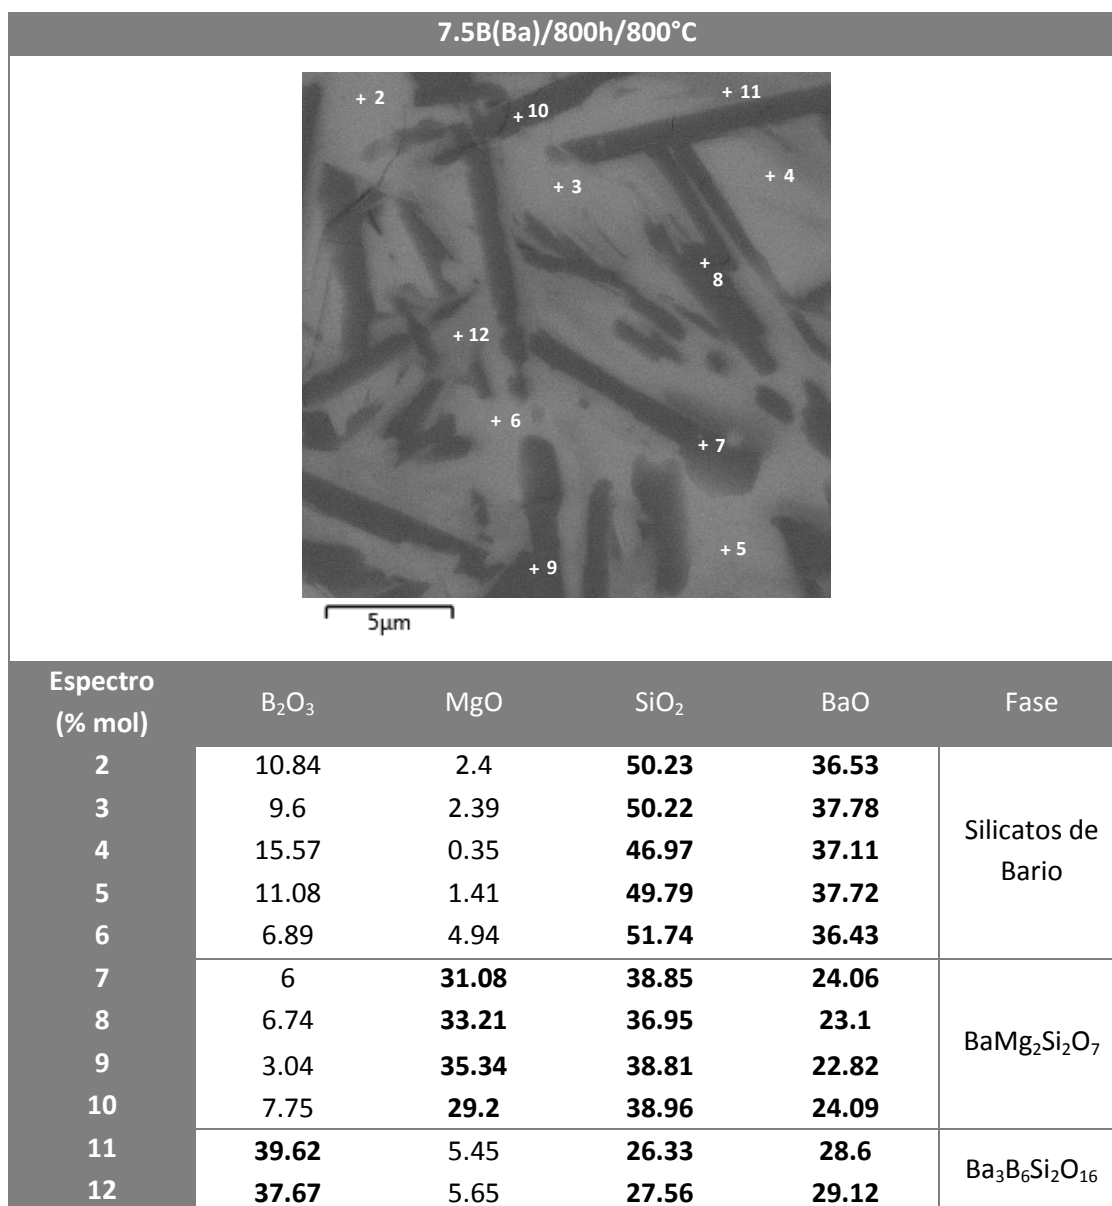 7.5B(Ba)/800h/800°C
+ 2
+ 10
+ 11
+ 3
+ 4
+
8
+ 12
+ 6
+ 7
+ 5
+ 9
5μm
Espectro (% mol) B₂O₃ MgO SiO₂ BaO Fase
2 10.84 2.4 50.23 36.53
3 9.6 2.39 50.22 37.78
4 15.57 0.35 46.97 37.11
5 11.08 1.41 49.79 37.72
6 6.89 4.94 51.74 36.43
Silicatos de
Bario
7 6 31.08 38.85 24.06
8 6.74 33.21 36.95 23.1
9 3.04 35.34 38.81 22.82
10 7.75 29.2 38.96 24.09
BaMg₂Si₂O₇
11 39.62 5.45 26.33 28.6
12 37.67 5.65 27.56 29.12
Ba₃B₆Si₂O₁₆